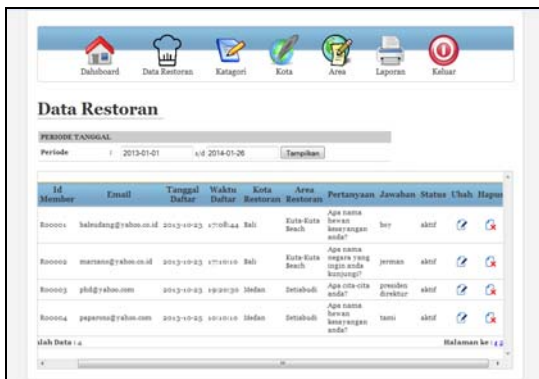 Dahsboard Data Restoran Katagori Kota Area Laporan Keluar
Data Restoran
PERIODE TANGGAL
Periode : 2013-01-01 s/d 2014-01-26 Tampilkan
Id Member Email Tanggal Daftar Waktu Daftar Kota Restoran Area Restoran Pertanyaan Jawaban Status Ubah Hapus
R00001 baleudang@yahoo.co.id 2013-10-23 17:08:44 Bali Kuta-Kuta Beach Apa nama hewan kesayangan anda? boy aktif
R00002 @yahoo.co.id 2013-10-23 17:10:10 Bali Kuta-Kuta Beach Apa nama negara yang ingin anda kunjungi? jerman aktif
R00003 phd@yahoo.com 2013-10-23 19:20:30 Medan Setiabudi Apa cita-cita anda? presiden direktur aktif
R00004 paparons@yahoo.com 2013-10-23 10:10:10 Medan Setiabudi Apa nama hewan kesayangan anda? tami aktif
lah Data : 4 Halaman ke : 1 2